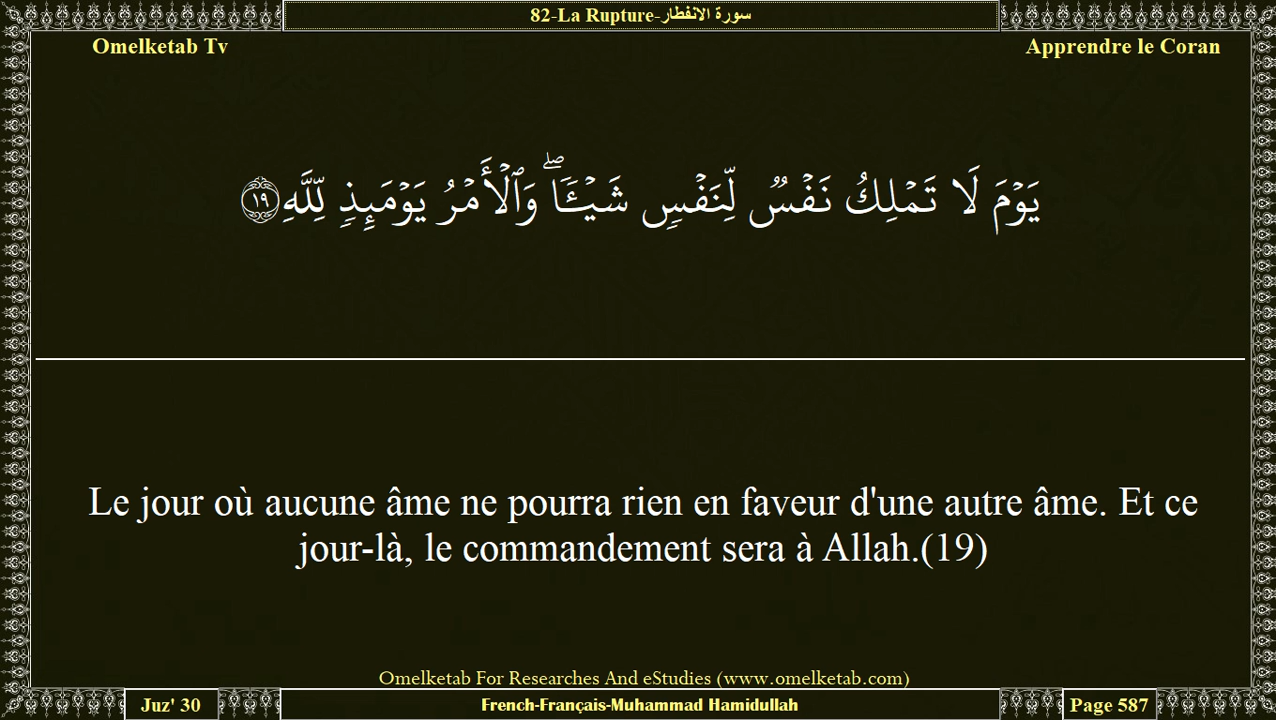 82-La Rupture-سورة الانفطار
Omelketab Tv
Apprendre le Coran
يَوۡمَ لَا تَمۡلِكُ نَفۡسٞ لِّنَفۡسٖ شَيۡـٔٗاۖ وَٱلۡأَمۡرُ يَوۡمَئِذٖ لِّلَّهِ ١٩
Le jour où aucune âme ne pourra rien en faveur d'une autre âme. Et ce
jour-là, le commandement sera à Allah.(19)
Omelketab For Researches And eStudies (www.omelketab.com)
Juz' 30
French-Français-Muhammad Hamidullah
Page 587